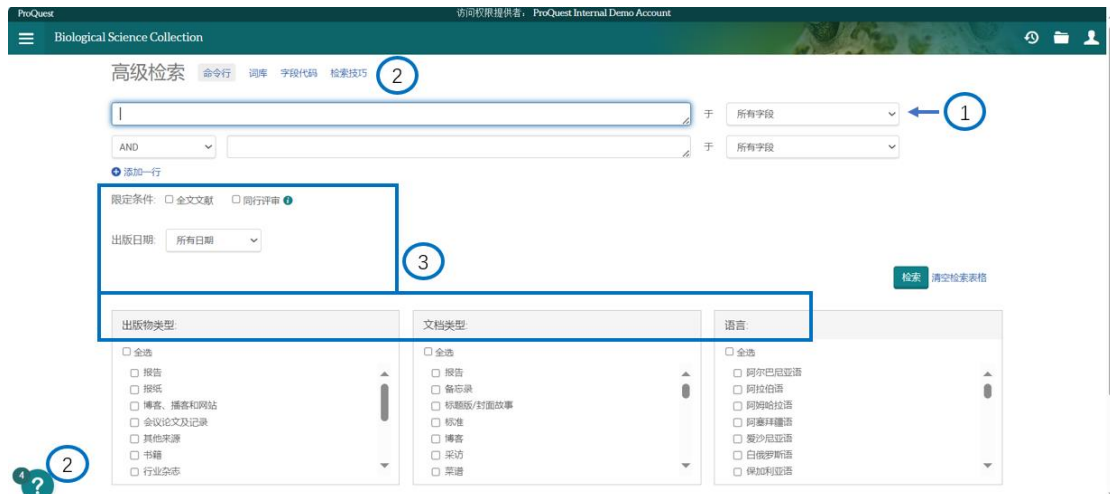 ProQuest 访问权限提供者： ProQuest Internal Demo Account
Biological Science Collection
高级检索 命令行 词库 字段代码 检索技巧 2
于 所有字段 1
AND 于 所有字段
添加一行
限定条件: 全文文献 同行评审
出版日期: 所有日期
3
检索 清空检索表格
出版物类型: 文档类型: 语言:
全选 全选 全选
报告 报告 阿尔巴尼亚语
报纸 备忘录 阿拉伯语
博客、播客和网站 标题版/封面故事 阿姆哈拉语
会议论文及记录 标准 阿塞拜疆语
其他来源 博客 爱沙尼亚语
书籍 采访 白俄罗斯语
行业杂志 菜谱 保加利亚语
2
4 ?